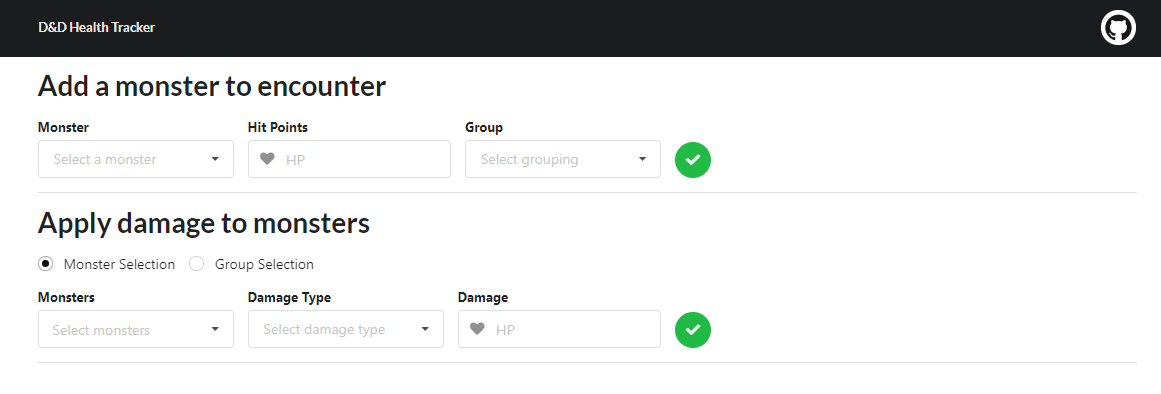 D&D Health Tracker
Add a monster to encounter
Monster Hit Points Group
Select a monster HP Select grouping
Apply damage to monsters
Monster Selection Group Selection
Monsters Damage Type Damage
Select monsters Select damage type HP